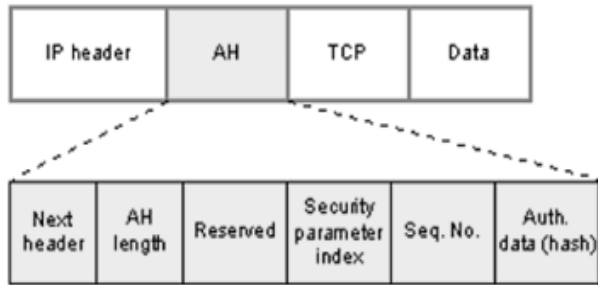 IP header
AH
TCP
Data
Next
header
AH
length
Reserved
Security
parameter
index
Seq. No.
Auth.
data (hash)